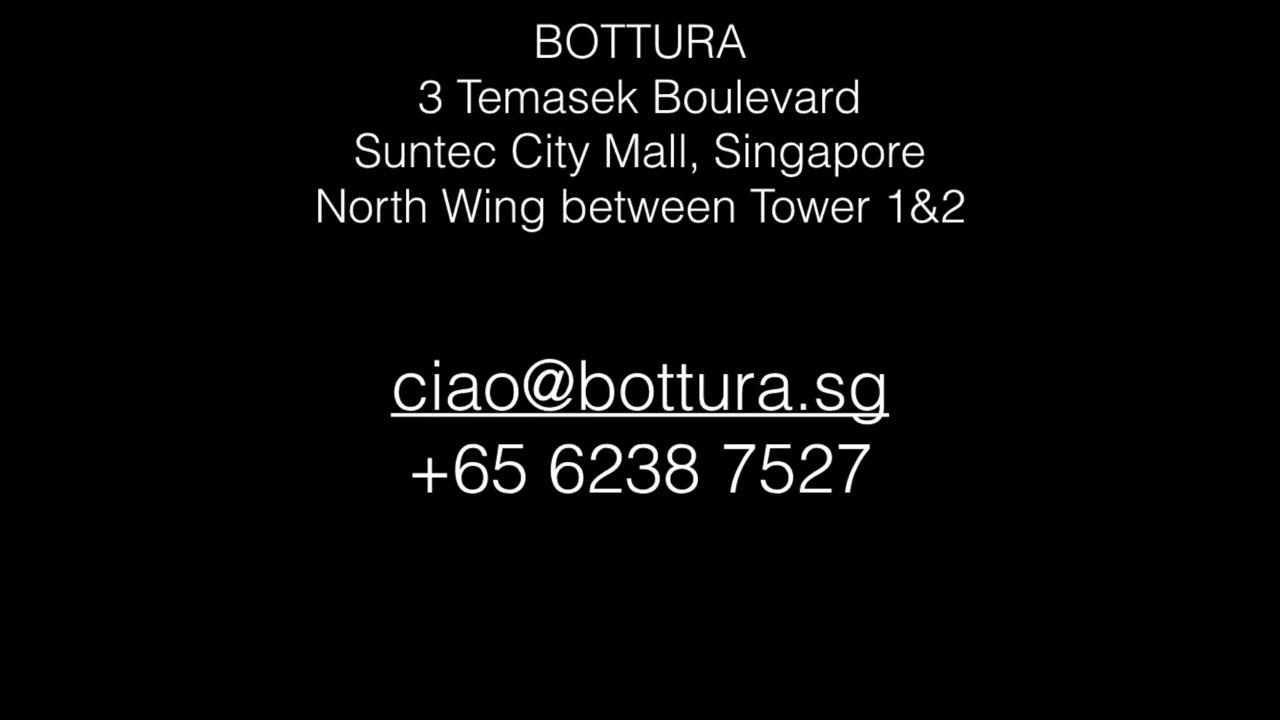 BOTTURA
3 Temasek Boulevard
Suntec City Mall, Singapore
North Wing between Tower 1&2
ciao@bottura.sg
+65 6238 7527